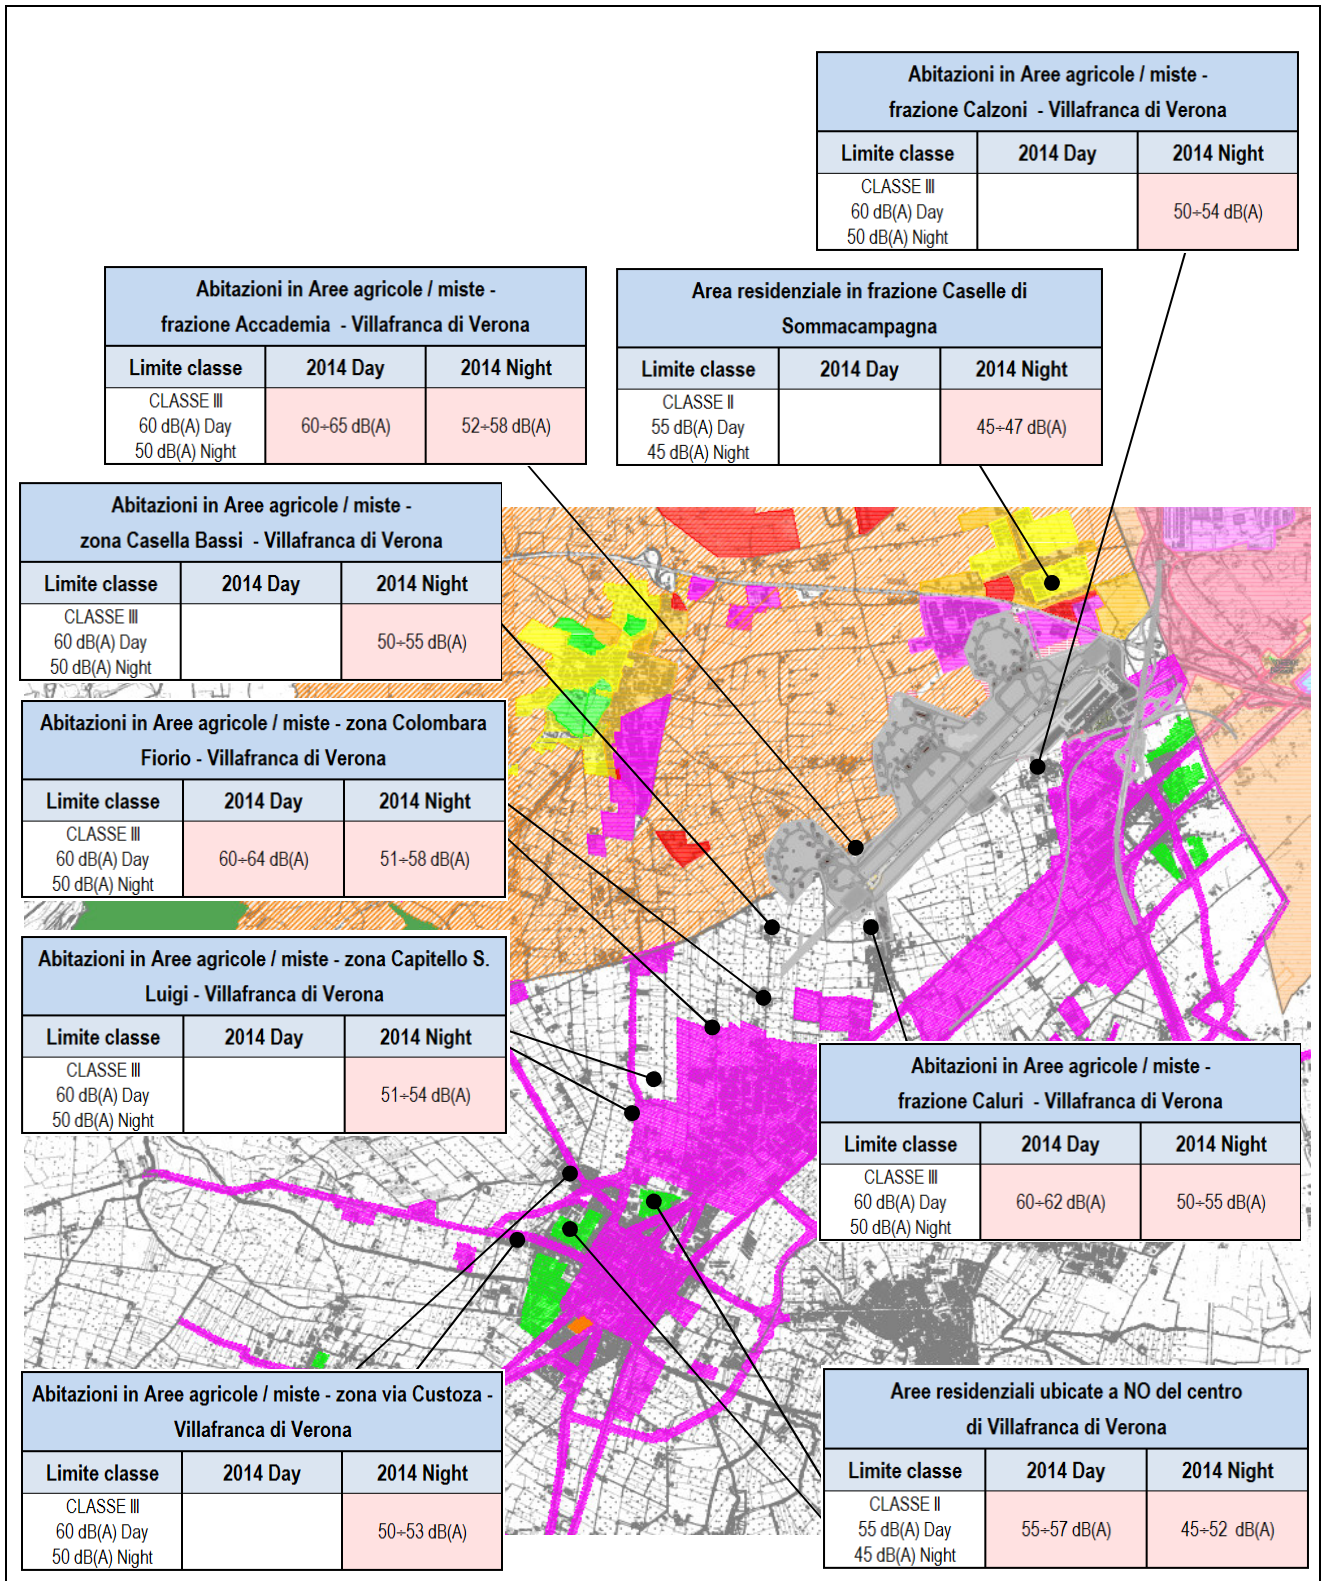 Abitazioni in Aree agricole / miste -
frazione Calzoni - Villafranca di Verona
Limite classe 2014 Day 2014 Night
CLASSE III
60 dB(A) Day
50 dB(A) Night
50÷54 dB(A)
Abitazioni in Aree agricole / miste -
frazione Accademia - Villafranca di Verona
Limite classe 2014 Day 2014 Night
CLASSE III
60 dB(A) Day
50 dB(A) Night
60÷65 dB(A) 52÷58 dB(A)
Area residenziale in frazione Caselle di
Sommacampagna
Limite classe 2014 Day 2014 Night
CLASSE II
55 dB(A) Day
45 dB(A) Night
45÷47 dB(A)
Abitazioni in Aree agricole / miste -
zona Casella Bassi - Villafranca di Verona
Limite classe 2014 Day 2014 Night
CLASSE III
60 dB(A) Day
50 dB(A) Night
50÷55 dB(A)
Abitazioni in Aree agricole / miste - zona Colombara
Fiorio - Villafranca di Verona
Limite classe 2014 Day 2014 Night
CLASSE III
60 dB(A) Day
50 dB(A) Night
60÷64 dB(A) 51÷58 dB(A)
Abitazioni in Aree agricole / miste - zona Capitello S.
Luigi - Villafranca di Verona
Limite classe 2014 Day 2014 Night
CLASSE III
60 dB(A) Day
50 dB(A) Night
51÷54 dB(A)
Abitazioni in Aree agricole / miste -
frazione Caluri - Villafranca di Verona
Limite classe 2014 Day 2014 Night
CLASSE III
60 dB(A) Day
50 dB(A) Night
60÷62 dB(A) 50÷55 dB(A)
Abitazioni in Aree agricole / miste - zona via Custoza -
Villafranca di Verona
Limite classe 2014 Day 2014 Night
CLASSE III
60 dB(A) Day
50 dB(A) Night
50÷53 dB(A)
Aree residenziali ubicate a NO del centro
di Villafranca di Verona
Limite classe 2014 Day 2014 Night
CLASSE II
55 dB(A) Day
45 dB(A) Night
55÷57 dB(A) 45÷52 dB(A)